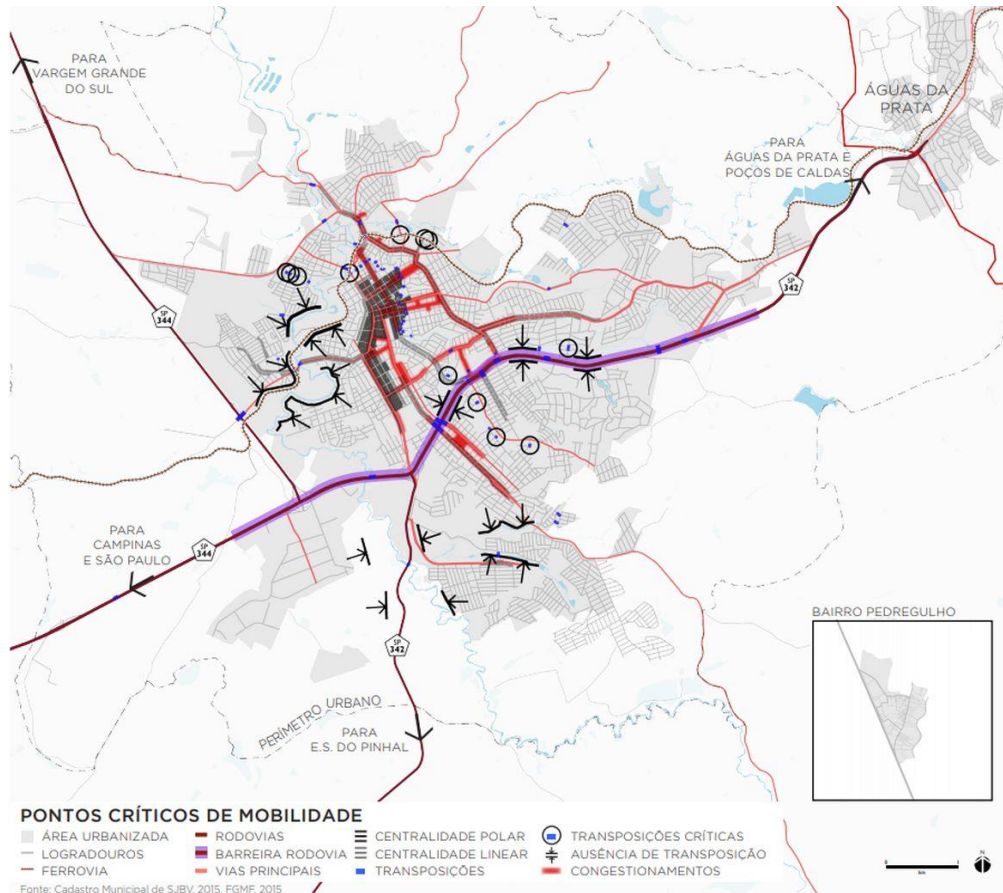 PARA
VARGEM GRANDE
DO SUL
ÁGUAS DA
PRATA
PARA
ÁGUAS DA PRATA E
POÇOS DE CALDAS
SP
342
SP
344
PARA
CAMPINAS
E SÃO PAULO
SP
344
BAIRRO PEDREGULHO
SP
342
PERÍMETRO URBANO
PARA
E.S. DO PINHAL
PONTOS CRÍTICOS DE MOBILIDADE
ÁREA URBANIZADA
LOGRADOUROS
FERROVIA
RODOVIAS
BARREIRA RODOVIA
VIAS PRINCIPAIS
CENTRALIDADE POLAR
CENTRALIDADE LINEAR
TRANSPOSIÇÕES
TRANSPOSIÇÕES CRÍTICAS
AUSÊNCIA DE TRANSPOSIÇÃO
CONGESTIONAMENTOS
0 1
km
N
Fonte: Cadastro Municipal de SJBV, 2015, FGMF, 2015